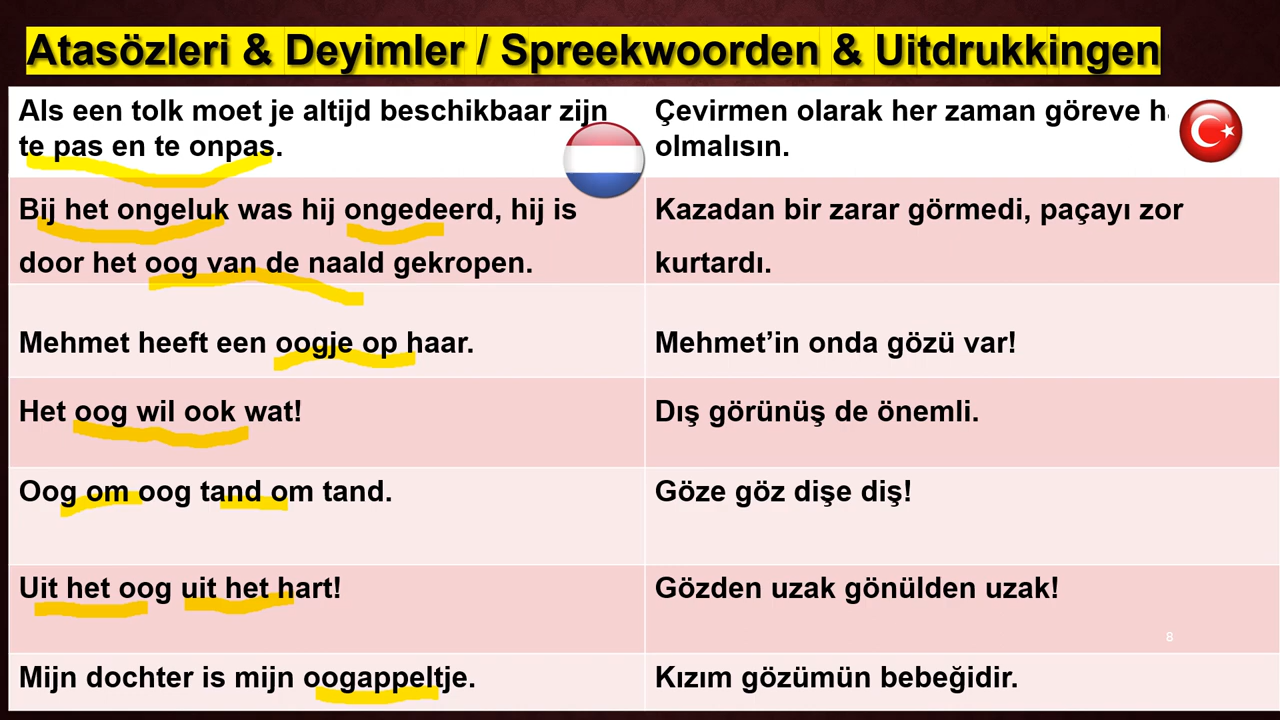 Atasözleri & Deyimler / Spreekwoorden & Uitdrukkingen
Als een tolk moet je altijd beschikbaar zijn
te pas en te onpas.
Çevirmen olarak her zaman göreve
olmalısın.
Bij het ongeluk was hij ongedeerd, hij is
door het oog van de naald gekropen.
Kazadan bir zarar görmedi, paçayı zor
kurtardı.
Mehmet heeft een oogje op haar.
Mehmet’in onda gözü var!
Het oog wil ook wat!
Dış görünüş de önemli.
Oog om oog tand om tand.
Göze göz dişe diş!
Uit het oog uit het hart!
Gözden uzak gönülden uzak!
8
Mijn dochter is mijn oogappeltje.
Kızım gözümün bebeğidir.